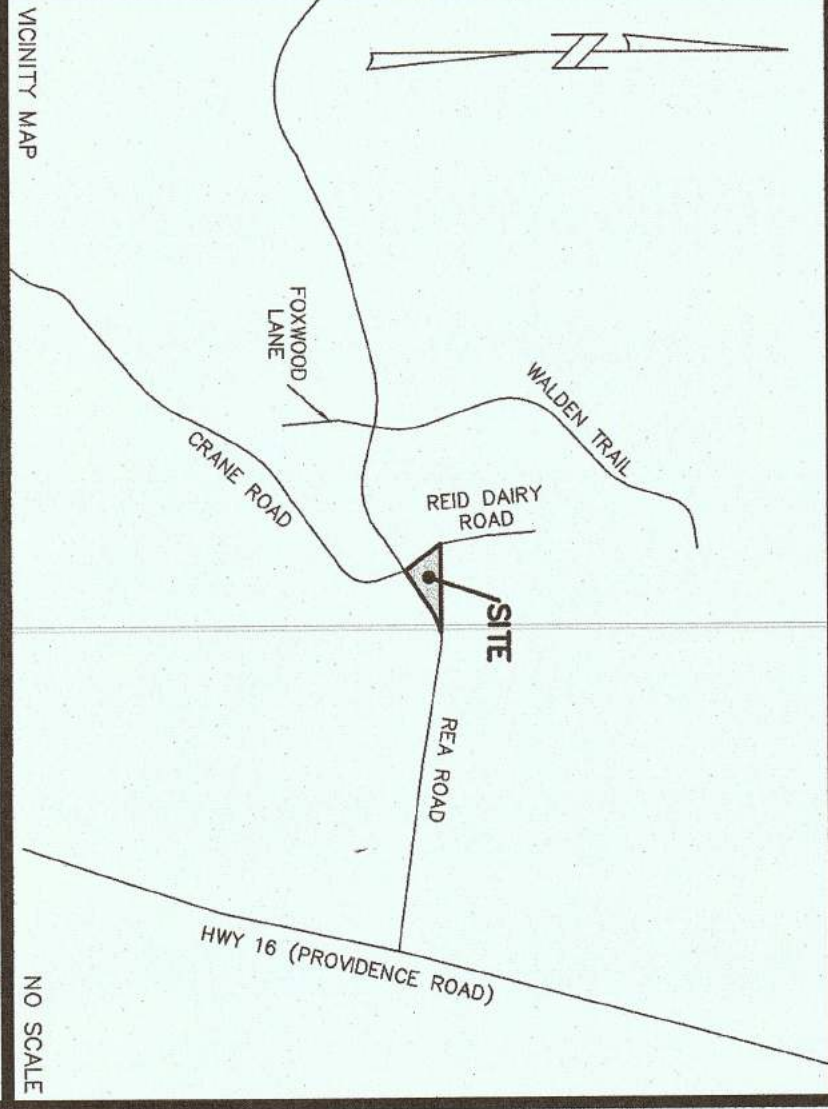 VICINITY MAP
NO SCALE
N
FOXWOOD
LANE
CRANE ROAD
WALDEN TRAIL
REID DAIRY
ROAD
SITE
REA ROAD
HWY 16 (PROVIDENCE ROAD)